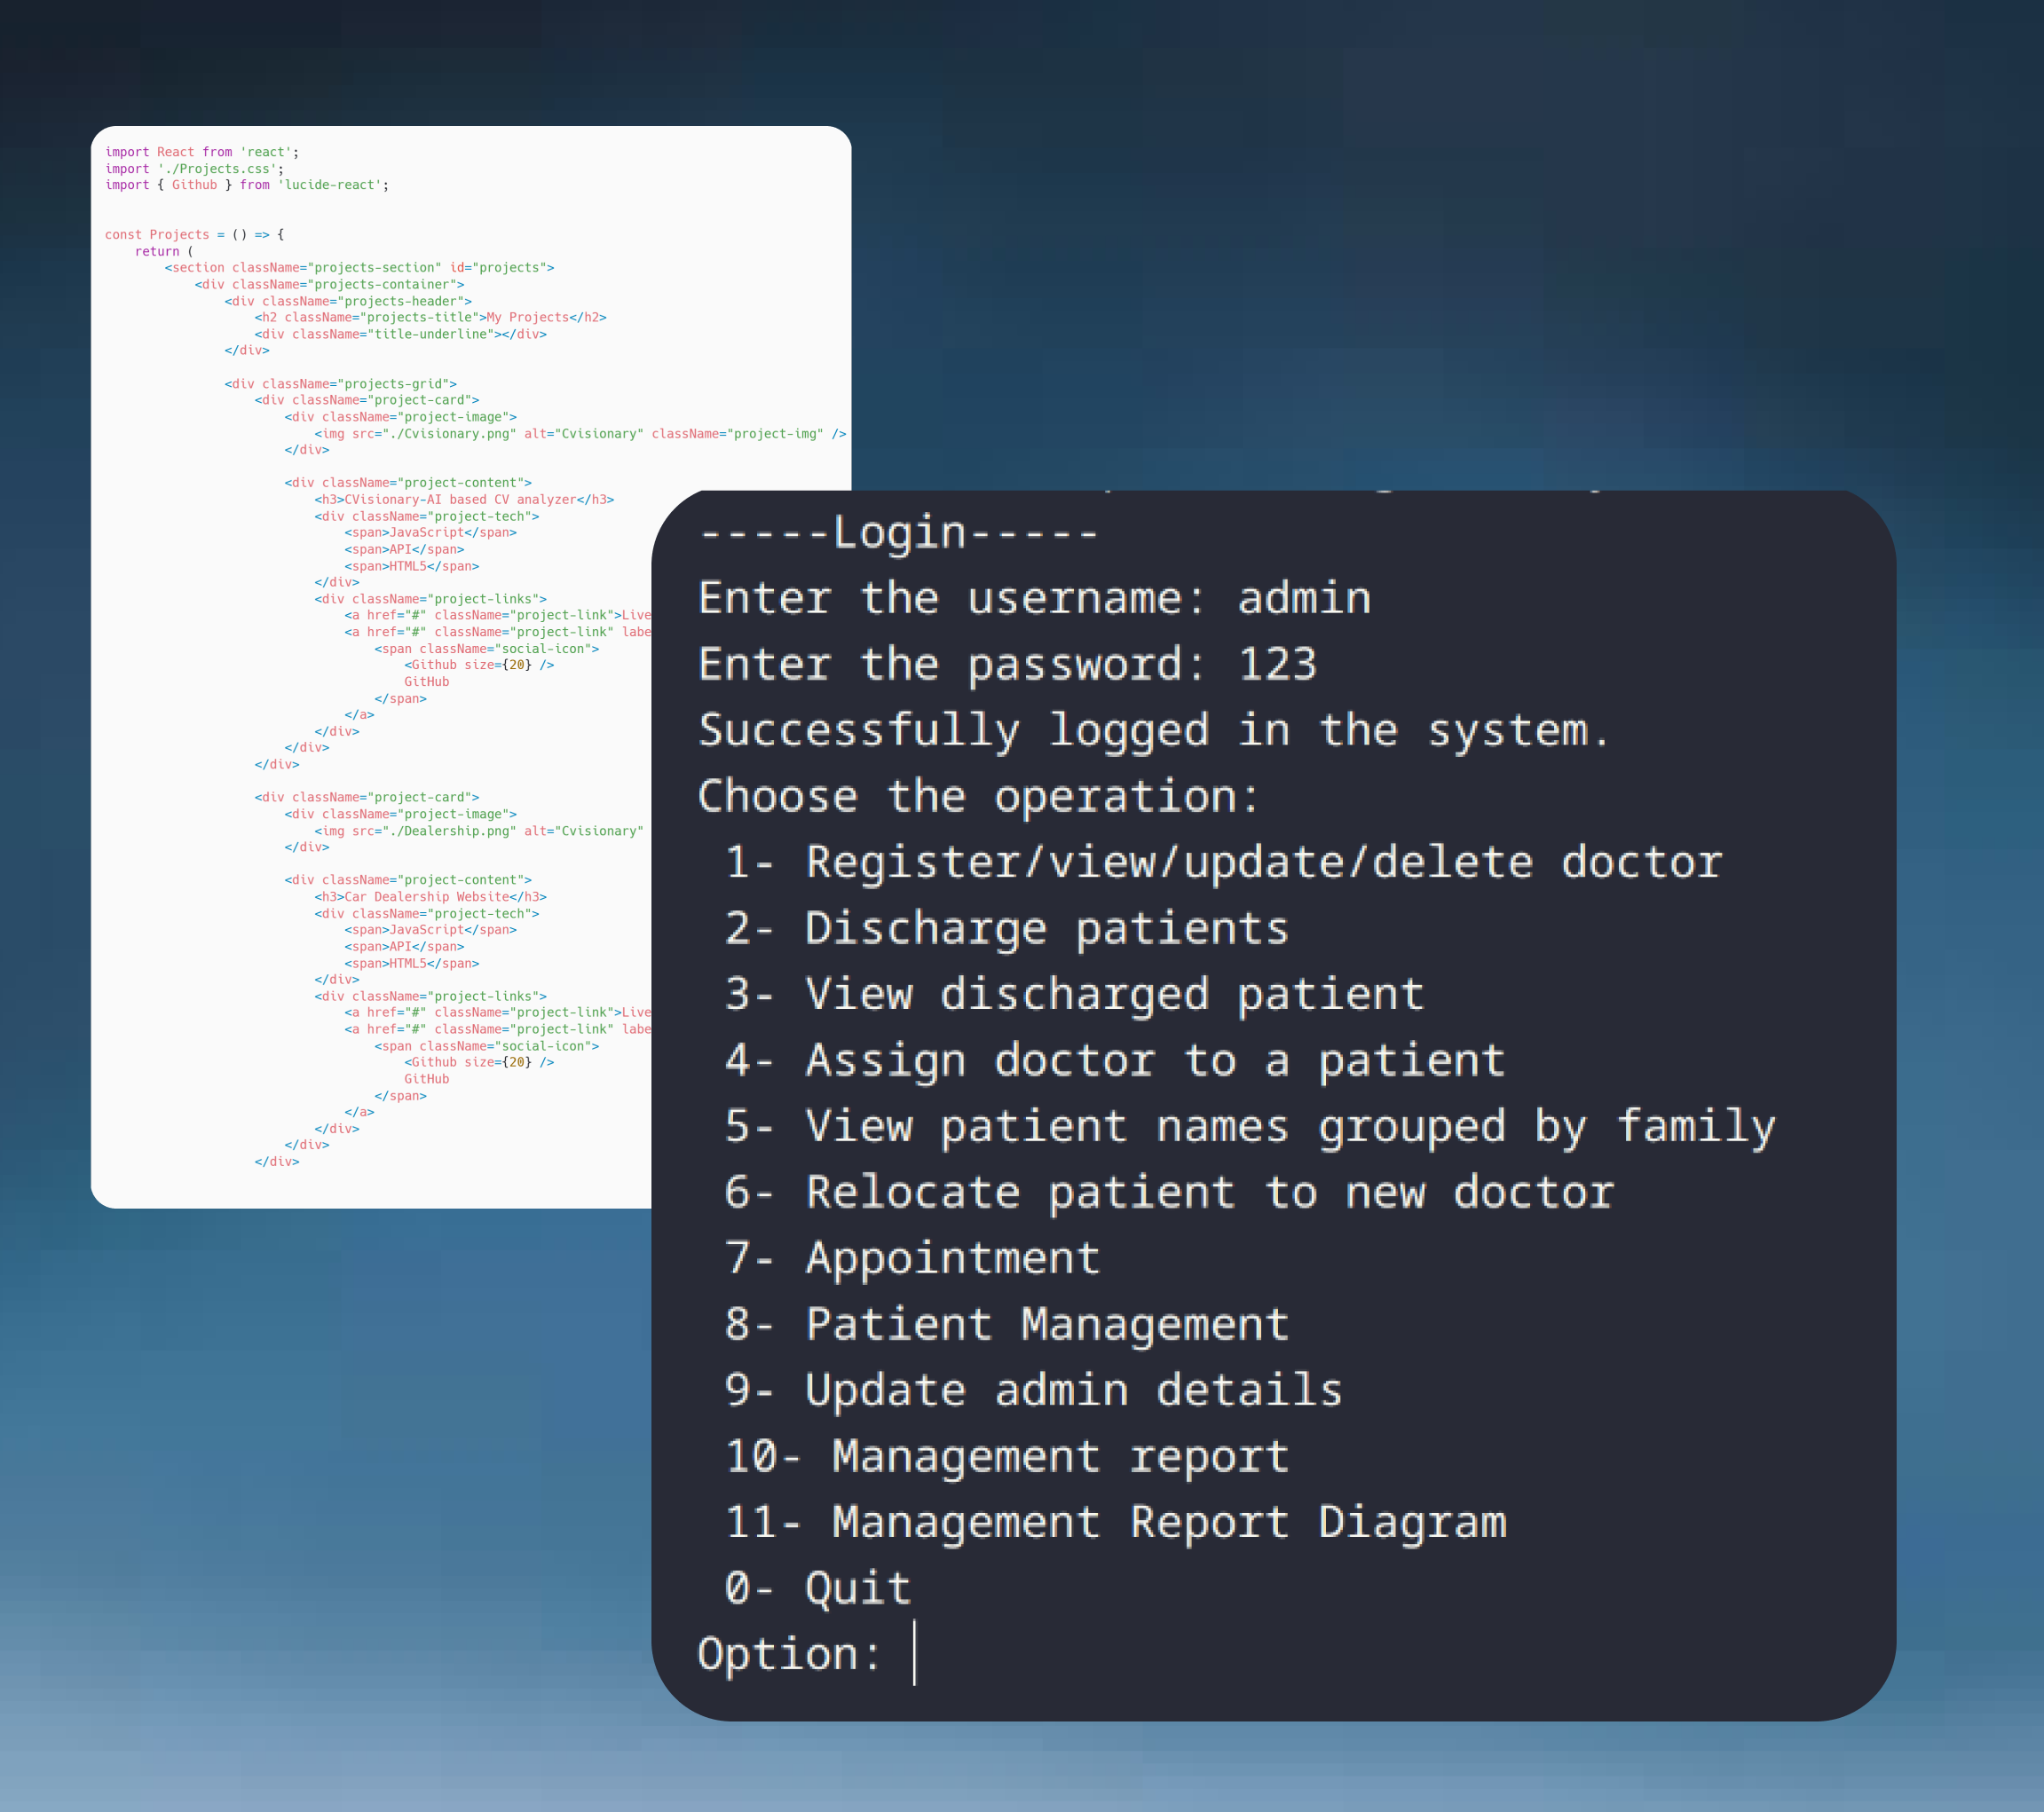 import React from 'react';
import './Projects.css';
import { Github } from 'lucide-react';
const Projects = () => {
return (
<section className="projects-section" id="projects">
<div className="projects-container">
<div className="projects-header">
<h2 className="projects-title">My Projects</h2>
<div className="title-underline"></div>
</div>
<div className="projects-grid">
<div className="project-card">
<div className="project-image">
<img src="./Cvisionary.png" alt="Cvisionary" className="project-img" />
</div>
<div className="project-content">
<h3>CVisionary-AI based CV analyzer</h3>
<div className="project-tech">
<span>JavaScript</span>
<span>API</span>
<span>HTML5</span>
</div>
<div className="project-links">
<a href="#" className="project-link">Live
<a href="#" className="project-link" labe
<span className="social-icon">
<Github size={20} />
GitHub
</span>
</a>
</div>
</div>
</div>
<div className="project-card">
<div className="project-image">
<img src="./Dealership.png" alt="Cvisionary"
</div>
<div className="project-content">
<h3>Car Dealership Website</h3>
<div className="project-tech">
<span>JavaScript</span>
<span>API</span>
<span>HTML5</span>
</div>
<div className="project-links">
<a href="#" className="project-link">Live
<a href="#" className="project-link" labe
<span className="social-icon">
<Github size={20} />
GitHub
</span>
</a>
</div>
</div>
</div>
-----Login-----
Enter the username: admin
Enter the password: 123
Successfully logged in the system.
Choose the operation:
1- Register/view/update/delete doctor
2- Discharge patients
3- View discharged patient
4- Assign doctor to a patient
5- View patient names grouped by family
6- Relocate patient to new doctor
7- Appointment
8- Patient Management
9- Update admin details
10- Management report
11- Management Report Diagram
0- Quit
Option: